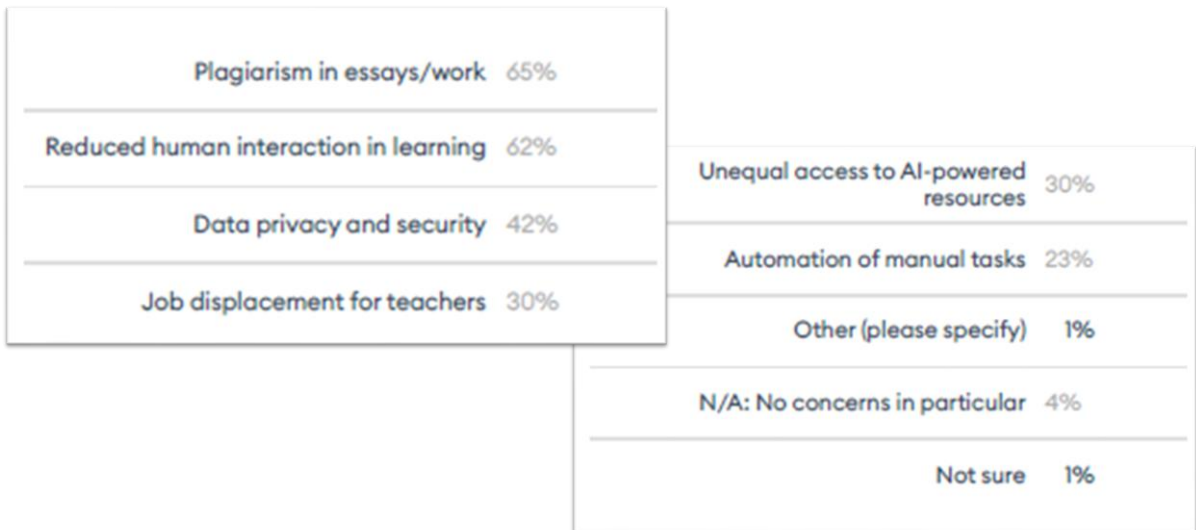 Plagiarism in essays/work 65%
Reduced human interaction in learning 62%
Data privacy and security 42%
Job displacement for teachers 30%
Unequal access to AI-powered
resources 30%
Automation of manual tasks 23%
Other (please specify) 1%
N/A: No concerns in particular 4%
Not sure 1%